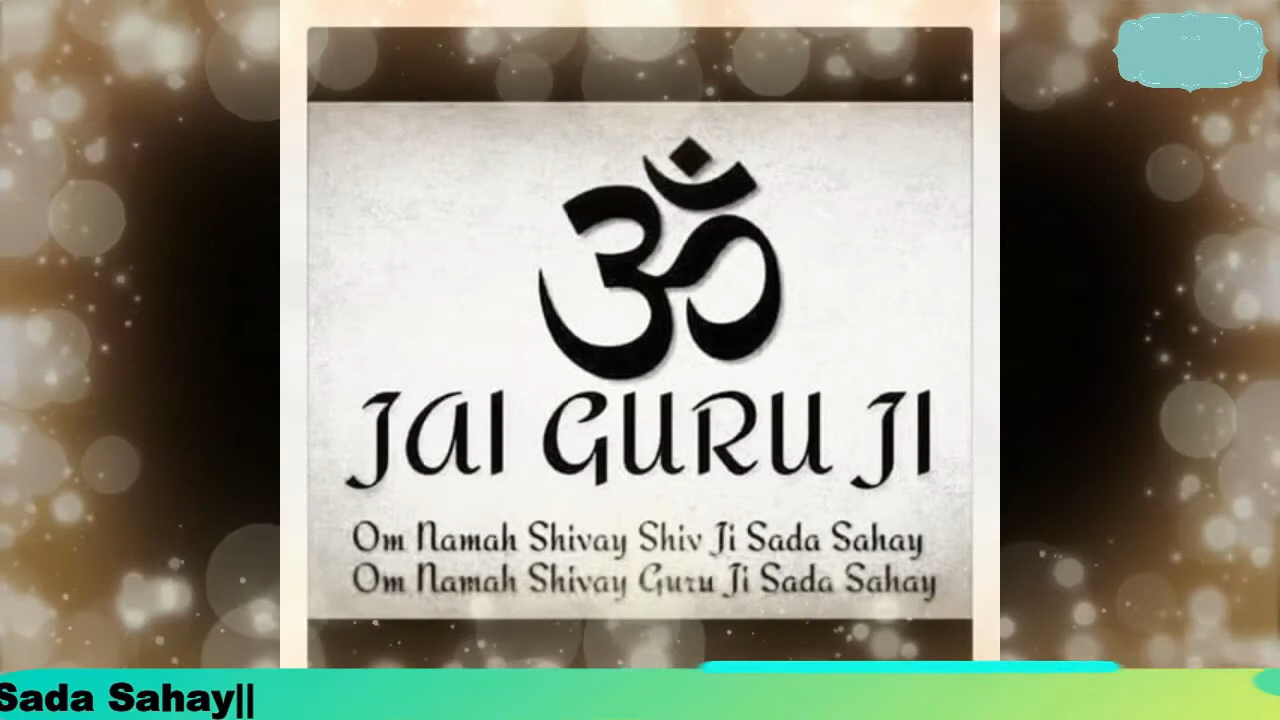 ॐ
JAI GURU JI
Om Namah Shivay Shiv Ji Sada Sahay
Om Namah Shivay Guru Ji Sada Sahay
Sada Sahay||